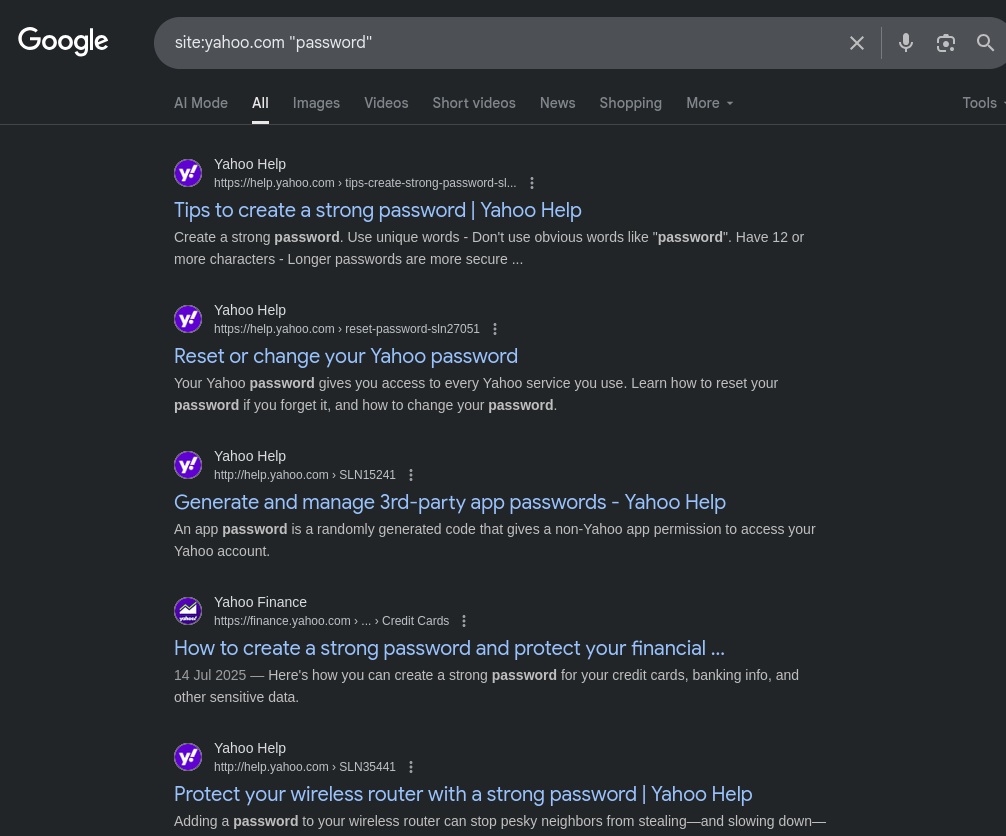 Google
site:yahoo.com "password"
AI Mode All Images Videos Short videos News Shopping More Tools
y!
Yahoo Help
https://help.yahoo.com › tips-create-strong-password-sl...
Tips to create a strong password | Yahoo Help
Create a strong password. Use unique words - Don't use obvious words like "password". Have 12 or
more characters - Longer passwords are more secure ...
y!
Yahoo Help
https://help.yahoo.com › reset-password-sln27051
Reset or change your Yahoo password
Your Yahoo password gives you access to every Yahoo service you use. Learn how to reset your
password if you forget it, and how to change your password.
y!
Yahoo Help
http://help.yahoo.com › SLN15241
Generate and manage 3rd-party app passwords - Yahoo Help
An app password is a randomly generated code that gives a non-Yahoo app permission to access your
Yahoo account.
yahoo!
Yahoo Finance
https://finance.yahoo.com › ... › Credit Cards
How to create a strong password and protect your financial ...
14 Jul 2025 — Here's how you can create a strong password for your credit cards, banking info, and
other sensitive data.
y!
Yahoo Help
http://help.yahoo.com › SLN35441
Protect your wireless router with a strong password | Yahoo Help
Adding a password to your wireless router can stop pesky neighbors from stealing—and slowing down—